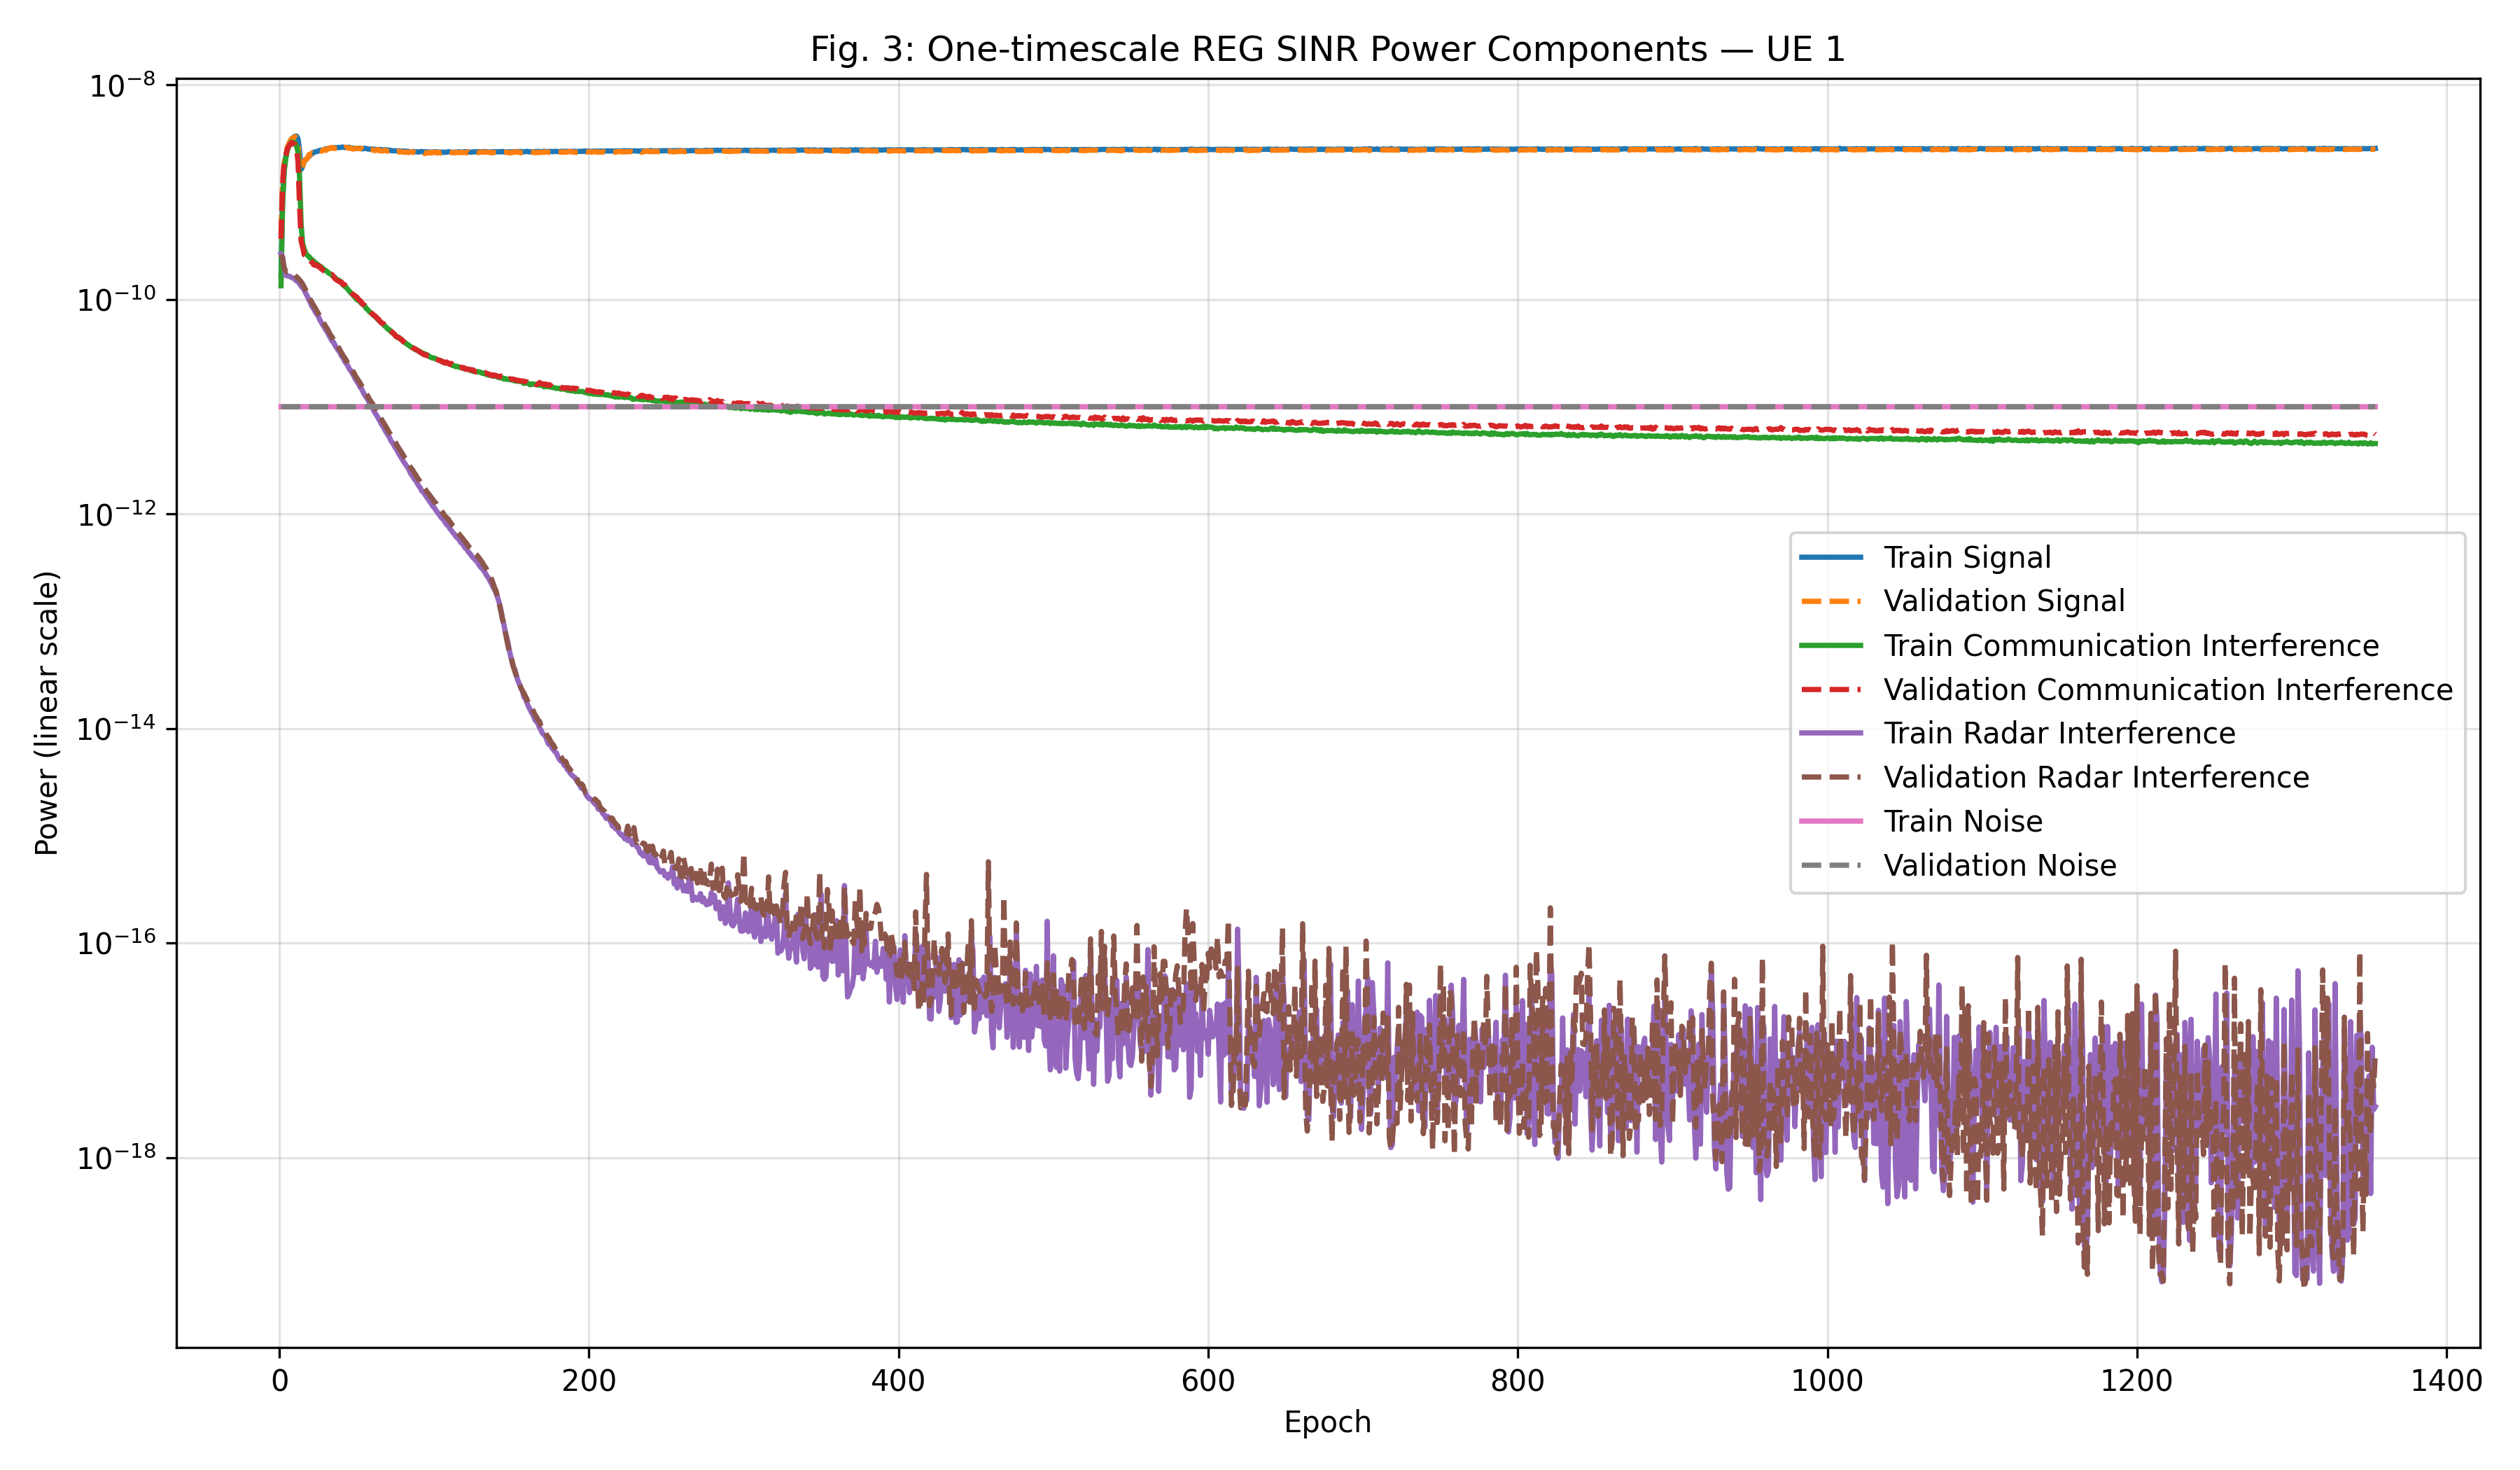 Fig. 3: One-timescale REG SINR Power Components — UE 1
Power (linear scale)
10⁻⁸
10⁻¹⁰
10⁻¹²
10⁻¹⁴
10⁻¹⁶
10⁻¹⁸
Train Signal
Validation Signal
Train Communication Interference
Validation Communication Interference
Train Radar Interference
Validation Radar Interference
Train Noise
Validation Noise
0 200 400 600 800 1000 1200 1400
Epoch